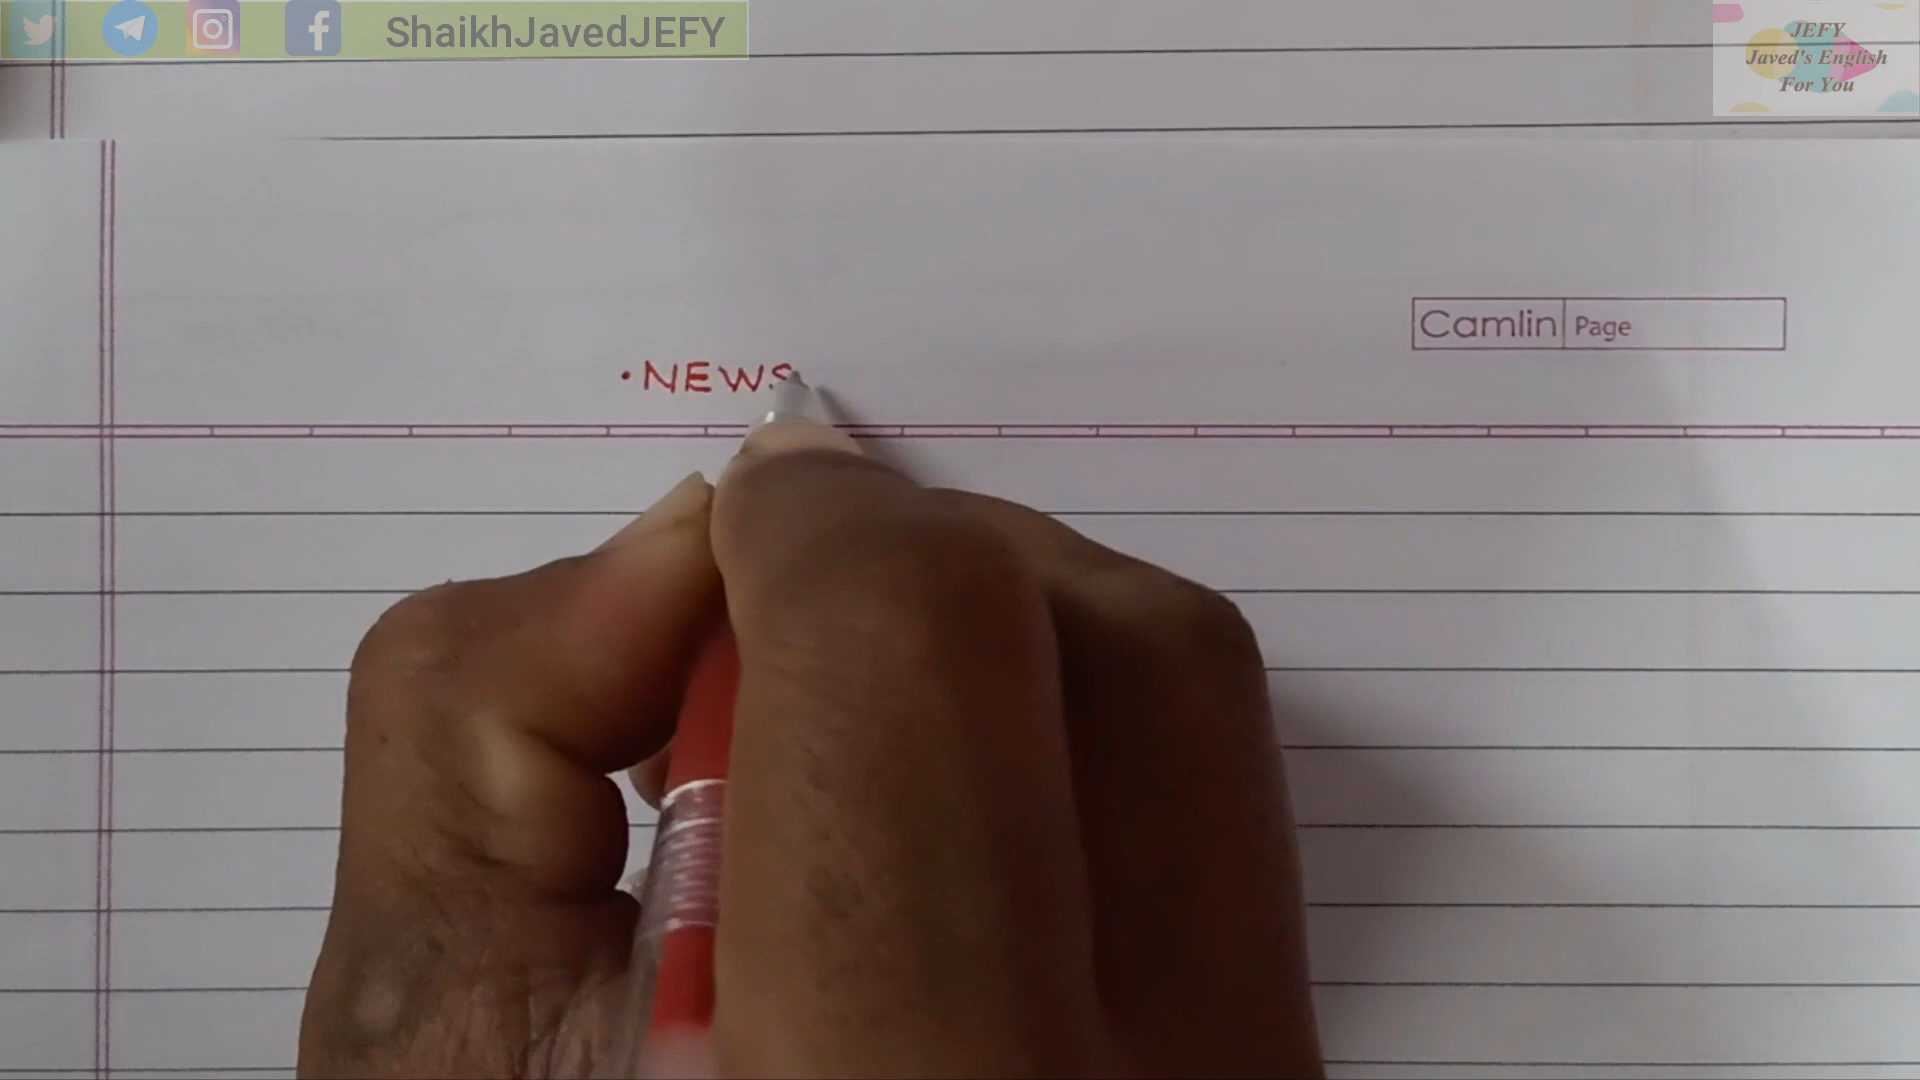 ShaikhJavedJEFY
JEFY
Javed's English
For You
Camlin Page
• NEWS